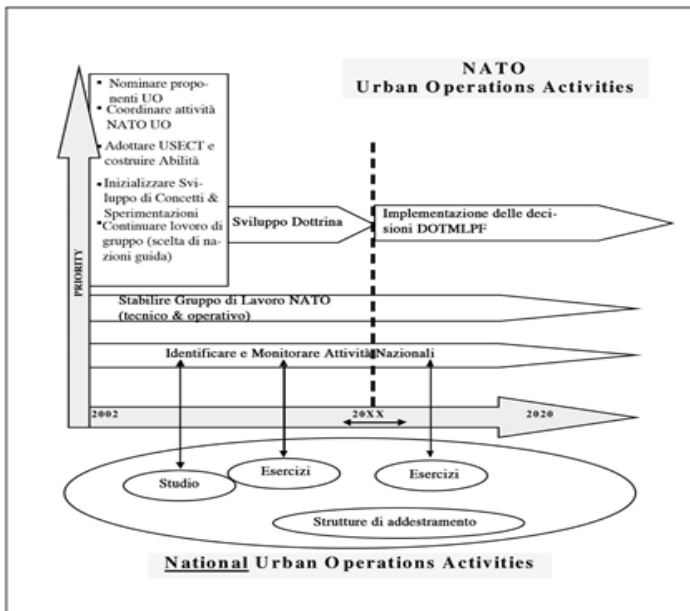 NATO
Urban Operations Activities
▪ Nominare propo-
nenti UO
▪ Coordinare attività
NATO UO
▪ Adottare USECT e
costruire Abilità
▪ Inizializzare Svi-
luppo di Concetti &
Sperimentazioni
▪ Continuare lovoro di
gruppo (scelta di na-
zioni guida)
PRIORITY
Sviluppo Dottrina
Implementazione delle deci-
sioni DOTMLPF
Stabilire Gruppo di Lavoro NATO
(tecnico & operativo)
Identificare e Monitorare Attività Nazionali
2002
20XX
2020
Studio
Esercizi
Esercizi
Strutture di addestramento
National Urban Operations Activities